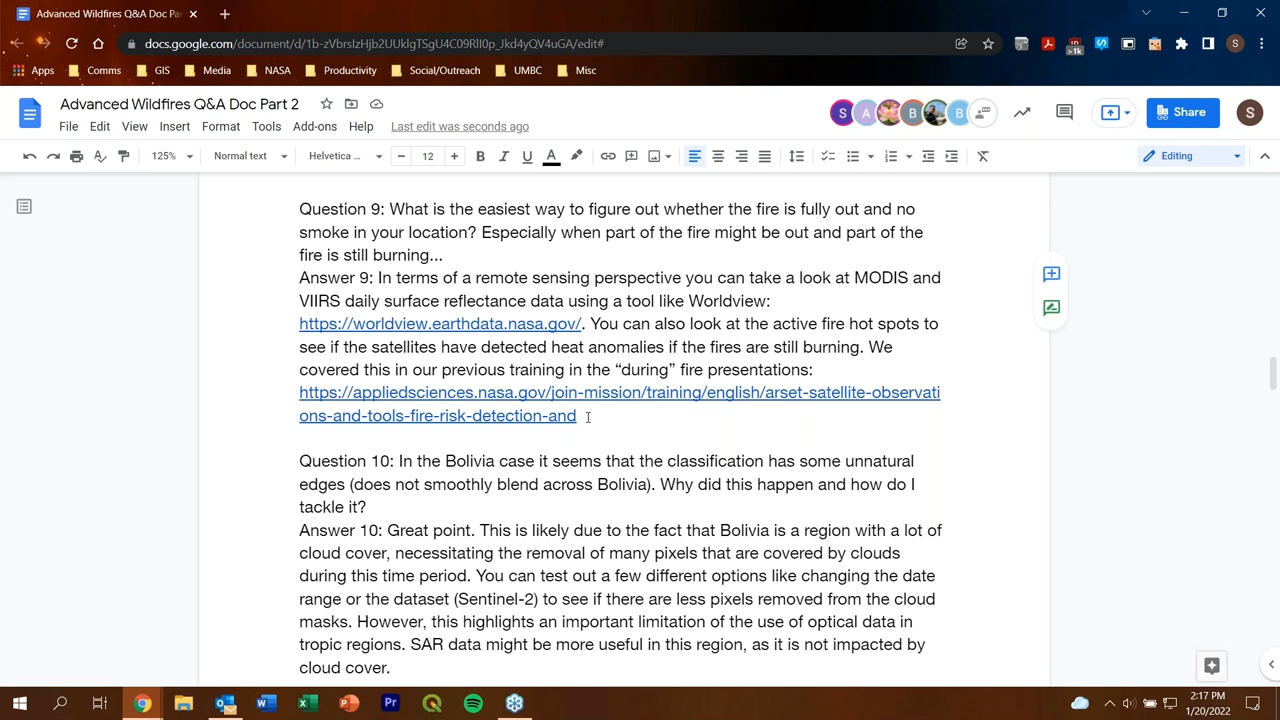 Advanced Wildfires Q&A Doc Par
docs.google.com/document/d/1b-zVbrsIzHjb2UUkIgTSgU4C09RlI0p_Jkd4yQV4uGA/edit#
>1k
S
Apps Comms GIS Media NASA Productivity Social/Outreach UMBC Misc
Advanced Wildfires Q&A Doc Part 2
S A B B
Share
S
File Edit View Insert Format Tools Add-ons Help Last edit was seconds ago
125% Normal text Helvetica ... 12 B I U A Editing
Question 9: What is the easiest way to figure out whether the fire is fully out and no
smoke in your location? Especially when part of the fire might be out and part of the
fire is still burning...
Answer 9: In terms of a remote sensing perspective you can take a look at MODIS and
VIIRS daily surface reflectance data using a tool like Worldview:
https://worldview.earthdata.nasa.gov/. You can also look at the active fire hot spots to
see if the satellites have detected heat anomalies if the fires are still burning. We
covered this in our previous training in the “during” fire presentations:
https://appliedsciences.nasa.gov/join-mission/training/english/arset-satellite-observati
ons-and-tools-fire-risk-detection-and
Question 10: In the Bolivia case it seems that the classification has some unnatural
edges (does not smoothly blend across Bolivia). Why did this happen and how do I
tackle it?
Answer 10: Great point. This is likely due to the fact that Bolivia is a region with a lot of
cloud cover, necessitating the removal of many pixels that are covered by clouds
during this time period. You can test out a few different options like changing the date
range or the dataset (Sentinel-2) to see if there are less pixels removed from the cloud
masks. However, this highlights an important limitation of the use of optical data in
tropic regions. SAR data might be more useful in this region, as it is not impacted by
cloud cover.
2:17 PM
1/20/2022